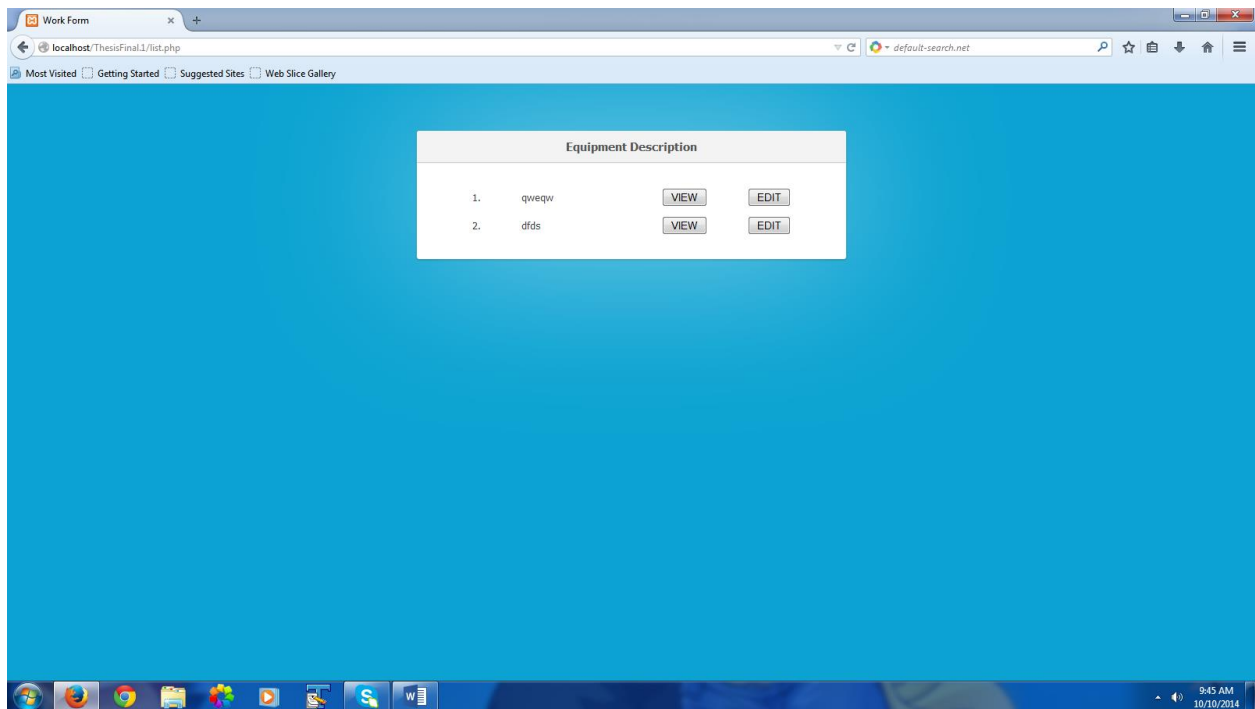 Work Form
localhost/ThesisFinal.1/list.php
default-search.net
Most Visited Getting Started Suggested Sites Web Slice Gallery
Equipment Description
1. qweqw VIEW EDIT
2. dfds VIEW EDIT
9:45 AM
10/10/2014